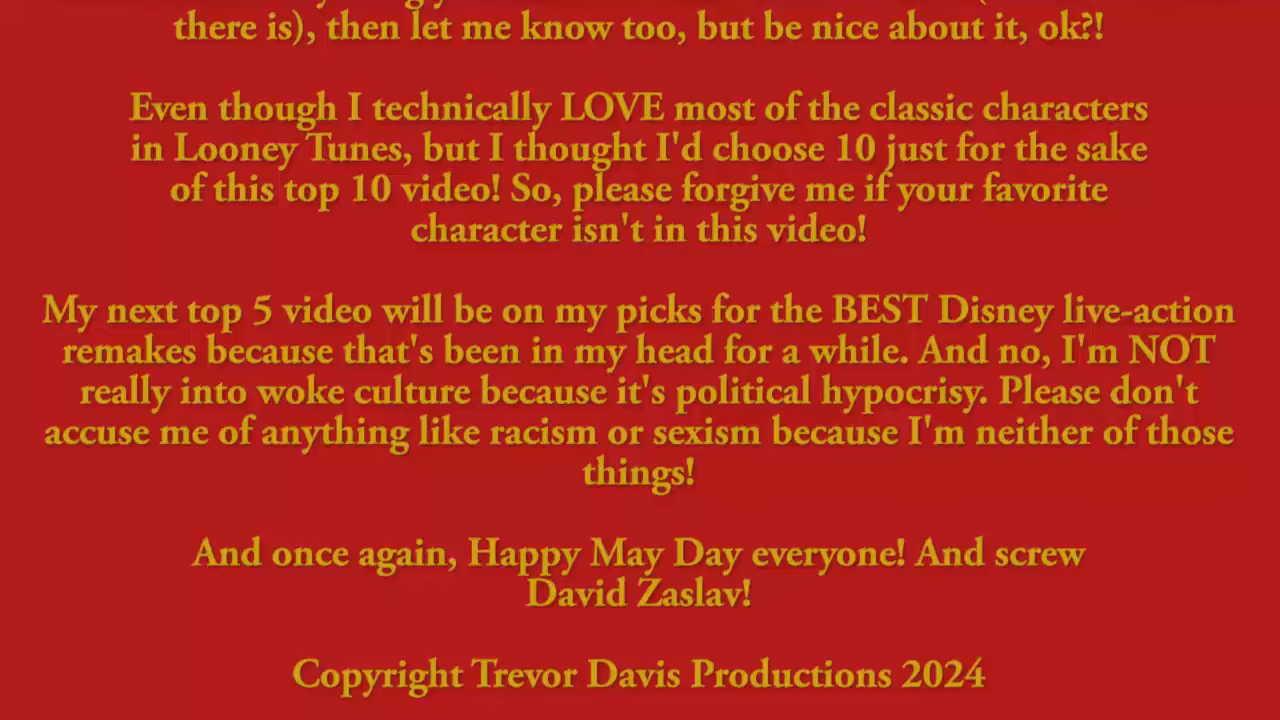 there is), then let me know too, but be nice about it, ok?!
Even though I technically LOVE most of the classic characters
in Looney Tunes, but I thought I'd choose 10 just for the sake
of this top 10 video! So, please forgive me if your favorite
character isn't in this video!
My next top 5 video will be on my picks for the BEST Disney live-action
remakes because that's been in my head for a while. And no, I'm NOT
really into woke culture because it's political hypocrisy. Please don't
accuse me of anything like racism or sexism because I'm neither of those
things!
And once again, Happy May Day everyone! And screw
David Zaslav!
Copyright Trevor Davis Productions 2024